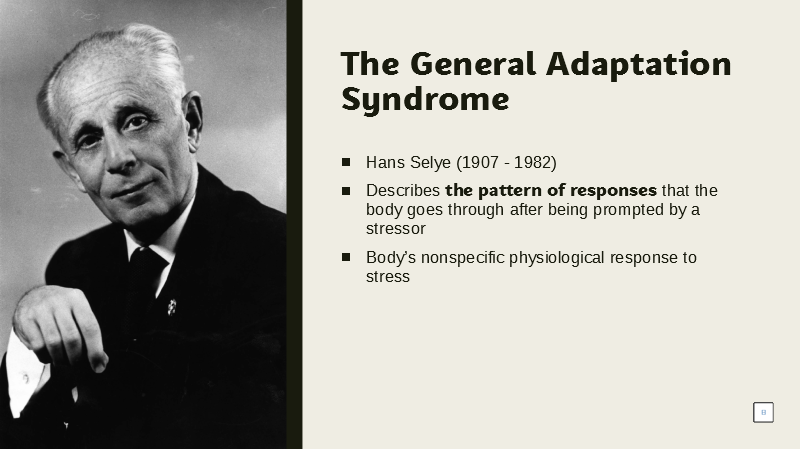 The General Adaptation
Syndrome
Hans Selye (1907 - 1982)
Describes the pattern of responses that the
body goes through after being prompted by a
stressor
Body's nonspecific physiological response to
stress